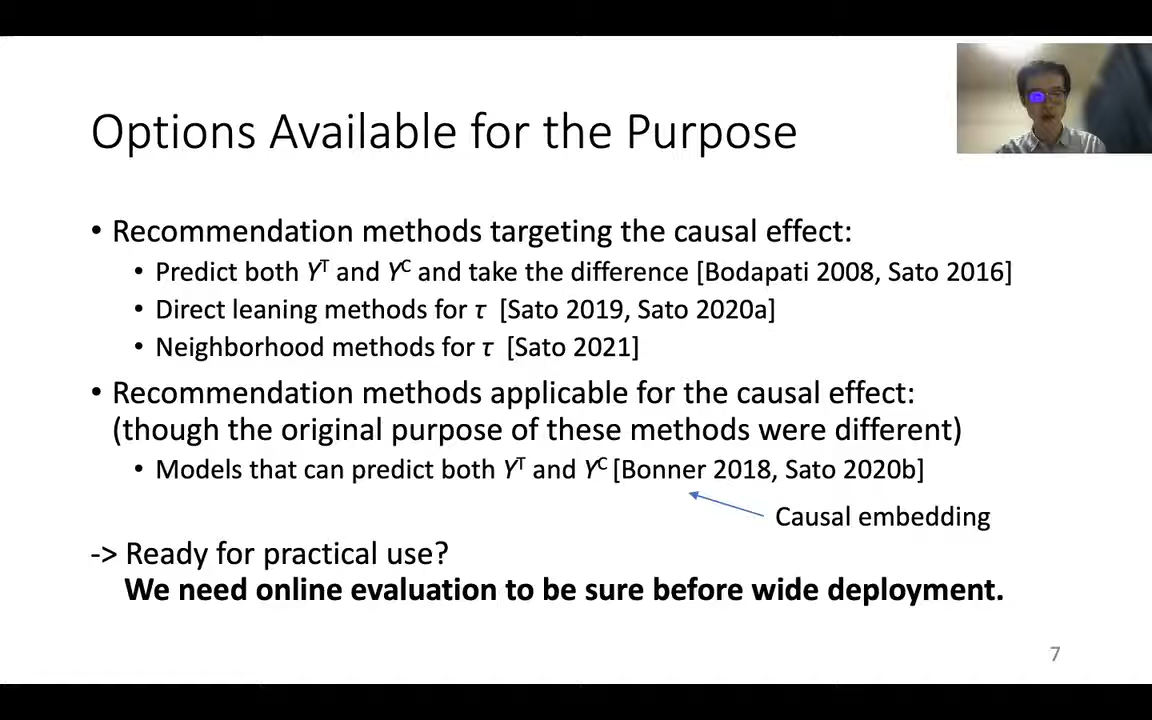 Options Available for the Purpose
• Recommendation methods targeting the causal effect:
• Predict both Yᵀ and Yᶜ and take the difference [Bodapati 2008, Sato 2016]
• Direct leaning methods for τ [Sato 2019, Sato 2020a]
• Neighborhood methods for τ [Sato 2021]
• Recommendation methods applicable for the causal effect:
(though the original purpose of these methods were different)
• Models that can predict both Yᵀ and Yᶜ [Bonner 2018, Sato 2020b]
Causal embedding
-> Ready for practical use?
We need online evaluation to be sure before wide deployment.
7